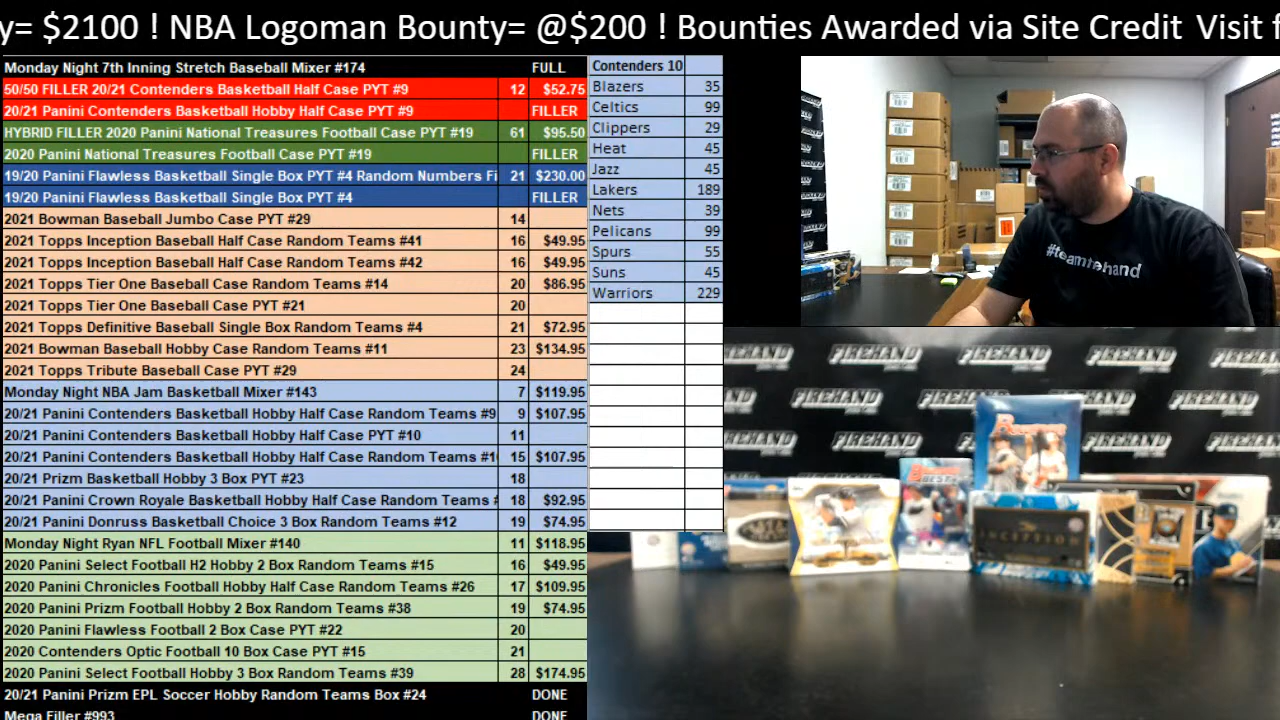 y= $2100 ! NBA Logoman Bounty= @$200 ! Bounties Awarded via Site Credit Visit f
Monday Night 7th Inning Stretch Baseball Mixer #174 FULL
50/50 FILLER 20/21 Contenders Basketball Half Case PYT #9 12 $52.75
20/21 Panini Contenders Basketball Hobby Half Case PYT #9 FILLER
HYBRID FILLER 2020 Panini National Treasures Football Case PYT #19 61 $95.50
2020 Panini National Treasures Football Case PYT #19 FILLER
19/20 Panini Flawless Basketball Single Box PYT #4 Random Numbers Fi 21 $230.00
19/20 Panini Flawless Basketball Single Box PYT #4 FILLER
2021 Bowman Baseball Jumbo Case PYT #29 14
2021 Topps Inception Baseball Half Case Random Teams #41 16 $49.95
2021 Topps Inception Baseball Half Case Random Teams #42 16 $49.95
2021 Topps Tier One Baseball Case Random Teams #14 20 $86.95
2021 Topps Tier One Baseball Case PYT #21 20
2021 Topps Definitive Baseball Single Box Random Teams #4 21 $72.95
2021 Bowman Baseball Hobby Case Random Teams #11 23 $134.95
2021 Topps Tribute Baseball Case PYT #29 24
Monday Night NBA Jam Basketball Mixer #143 7 $119.95
20/21 Panini Contenders Basketball Hobby Half Case Random Teams #9 9 $107.95
20/21 Panini Contenders Basketball Hobby Half Case PYT #10 11
20/21 Panini Contenders Basketball Hobby Half Case Random Teams #1 15 $107.95
20/21 Prizm Basketball Hobby 3 Box PYT #23 18
20/21 Panini Crown Royale Basketball Hobby Half Case Random Teams # 18 $92.95
20/21 Panini Donruss Basketball Choice 3 Box Random Teams #12 19 $74.95
Monday Night Ryan NFL Football Mixer #140 11 $118.95
2020 Panini Select Football H2 Hobby 2 Box Random Teams #15 16 $49.95
2020 Panini Chronicles Football Hobby Half Case Random Teams #26 17 $109.95
2020 Panini Prizm Football Hobby 2 Box Random Teams #38 19 $74.95
2020 Panini Flawless Football 2 Box Case PYT #22 20
2020 Contenders Optic Football 10 Box Case PYT #15 21
2020 Panini Select Football Hobby 3 Box Random Teams #39 28 $174.95
20/21 Panini Prizm EPL Soccer Hobby Random Teams Box #24 DONE
Mega Filler #993 DONE
Contenders 10
Blazers 35
Celtics 99
Clippers 29
Heat 45
Jazz 45
Lakers 189
Nets 39
Pelicans 99
Spurs 55
Suns 45
Warriors 229
#teamfirehand
FIREHAND FIREHAND FIREHAND FIREHAND
FIREHAND FIREHAND FIREHAND
FIREHAND FIREHAND FIREHAND FIREHAND
INCEPTION